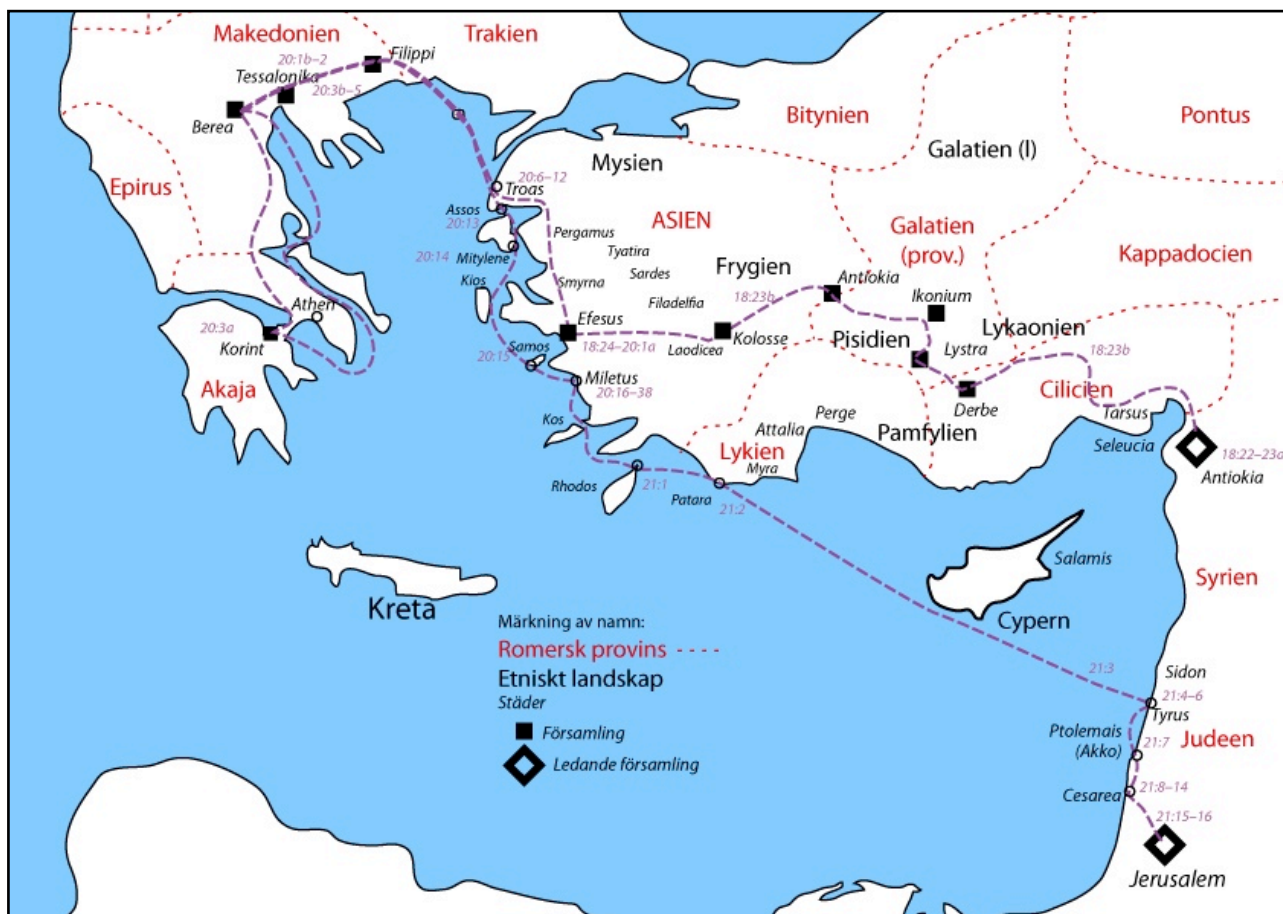 Makedonien
Trakien
20:1b–2
Filippi
Tessalonika
20:3b–5
Berea
Epirus
Bitynien
Pontus
Galatien (l)
Mysien
20:6–12
Troas
Assos
20:13
ASIEN
Galatien
(prov.)
Kappadocien
Pergamus
Tyatira
20:14
Mitylene
Sardes
Frygien
Antiokia
Kios
Smyrna
Filadelfia
18:23b
Ikonium
Athen
20:3a
Korint
Efesus
18:24–20:1a
Laodicea
Kolosse
Pisidien
Lykaonien
Lystra
18:23b
20:15
Samos
Akaja
Miletus
20:16–38
Cilicien
Derbe
Tarsus
Perge
Attalia
Pamfylien
Kos
Lykien
Myra
Seleucia
18:22–23a
Antiokia
Rhodos
21:1
Patara
21:2
Salamis
Syrien
Kreta
Cypern
Märkning av namn:
Romersk provins
Etniskt landskap
Städer
Församling
Ledande församling
21:3
Sidon
21:4–6
Tyrus
Ptolemais
(Akko)
21:7
Judeen
Cesarea
21:8–14
21:15–16
Jerusalem